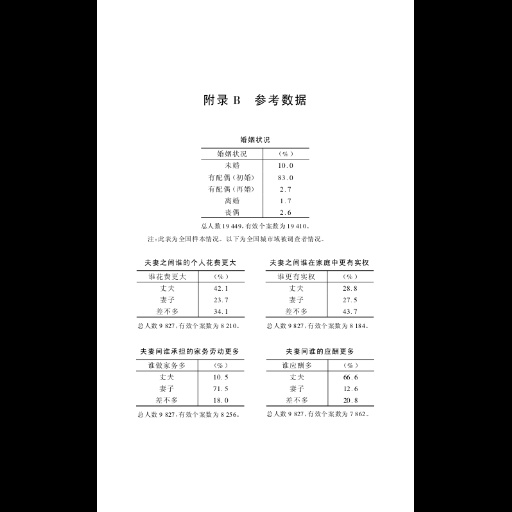 附录 B 参考数据
婚姻状况
婚姻状况 （%）
未婚 10.0
有配偶（初婚） 83.0
有配偶（再婚） 2.7
离婚 1.7
丧偶 2.6
总人数 19 449，有效个案数为 19 410。
注：此表为全国样本情况。以下为全国城市城被调查者情况。
夫妻之间谁的个人花费更大
谁花费更大 （%）
丈夫 42.1
妻子 23.7
差不多 34.1
总人数 9 827，有效个案数为 8 210。
夫妻之间谁在家庭中更有实权
谁更有实权 （%）
丈夫 28.8
妻子 27.5
差不多 43.7
总人数 9 827，有效个案数为 8 184。
夫妻间谁承担的家务劳动更多
谁做家务多 （%）
丈夫 10.5
妻子 71.5
差不多 18.0
总人数 9 827，有效个案数为 8 256。
夫妻间谁的应酬更多
谁应酬多 （%）
丈夫 66.6
妻子 12.6
差不多 20.8
总人数 9 827，有效个案数为 7 862。